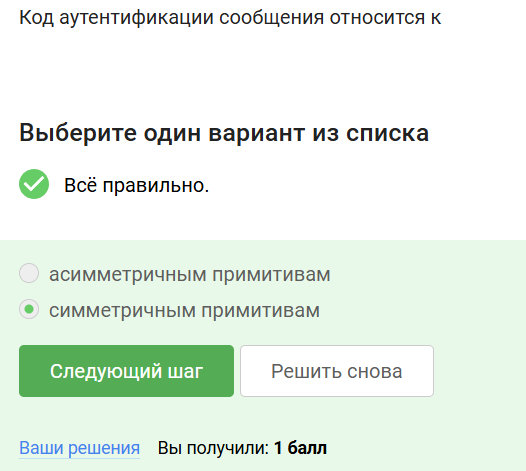 Код аутентификации сообщения относится к
Выберите один вариант из списка
Всё правильно.
асимметричным примитивам
симметричным примитивам
Следующий шаг Решить снова
Ваши решения Вы получили: 1 балл